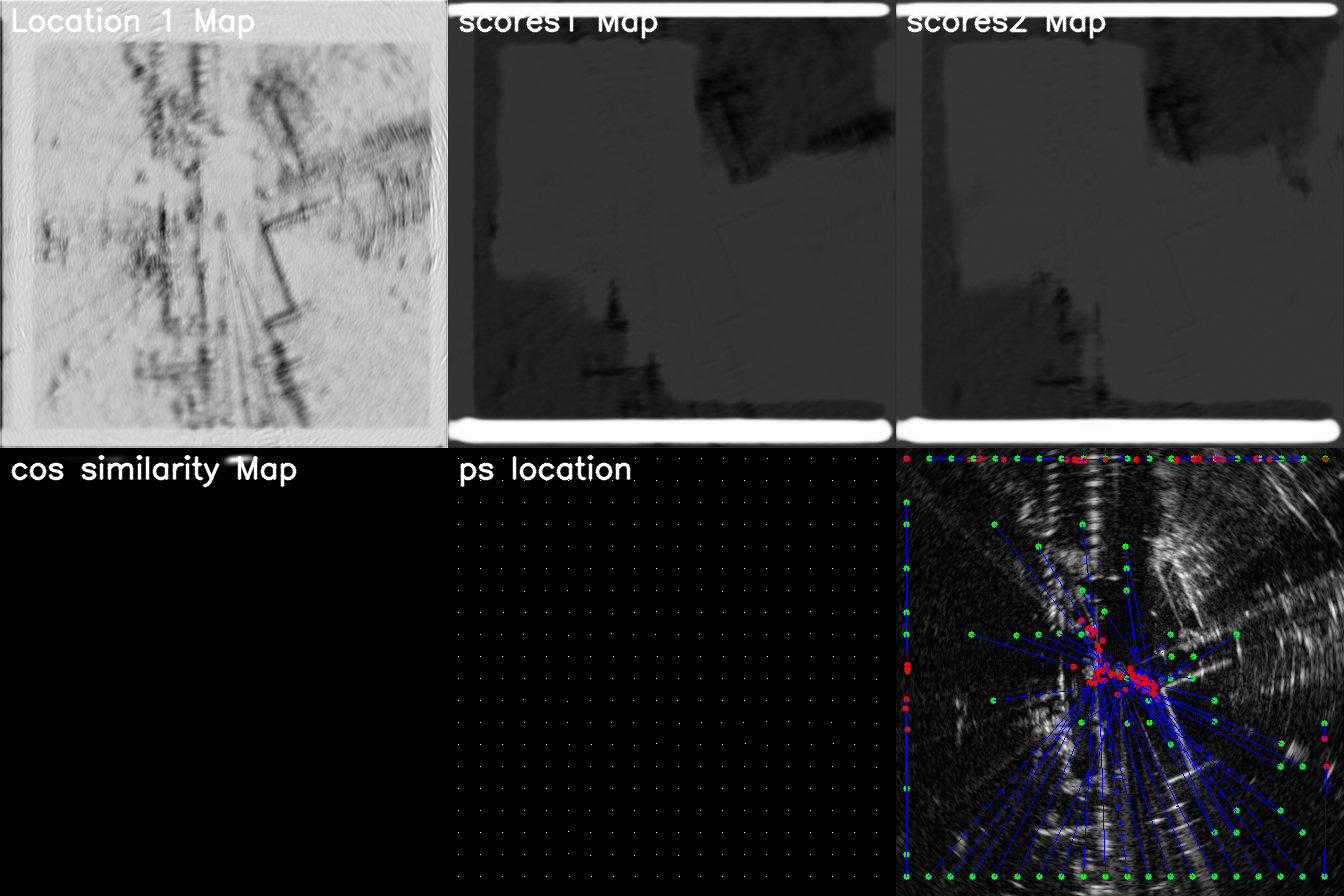 Location 1 Map
scores1 Map
scores2 Map
cos similarity Map
ps location